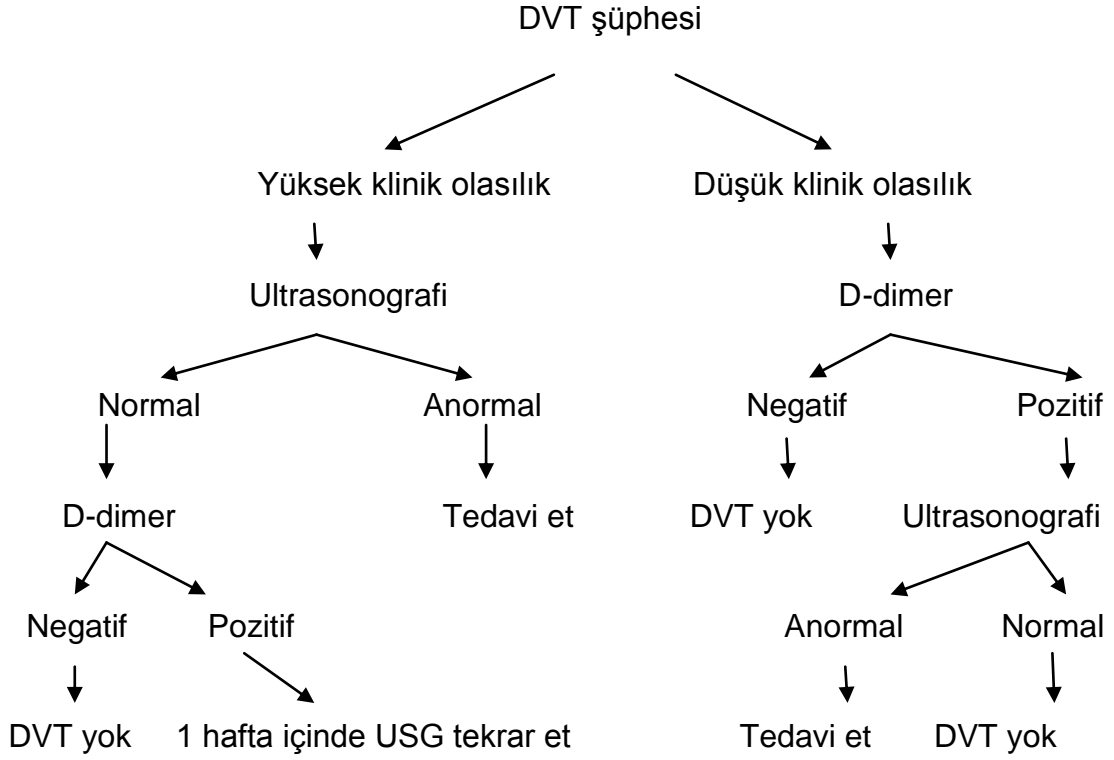 DVT şüphesi
Yüksek klinik olasılık Düşük klinik olasılık
Ultrasonografi D-dimer
Normal Anormal Negatif Pozitif
D-dimer Tedavi et DVT yok Ultrasonografi
Negatif Pozitif Anormal Normal
DVT yok 1 hafta içinde USG tekrar et Tedavi et DVT yok